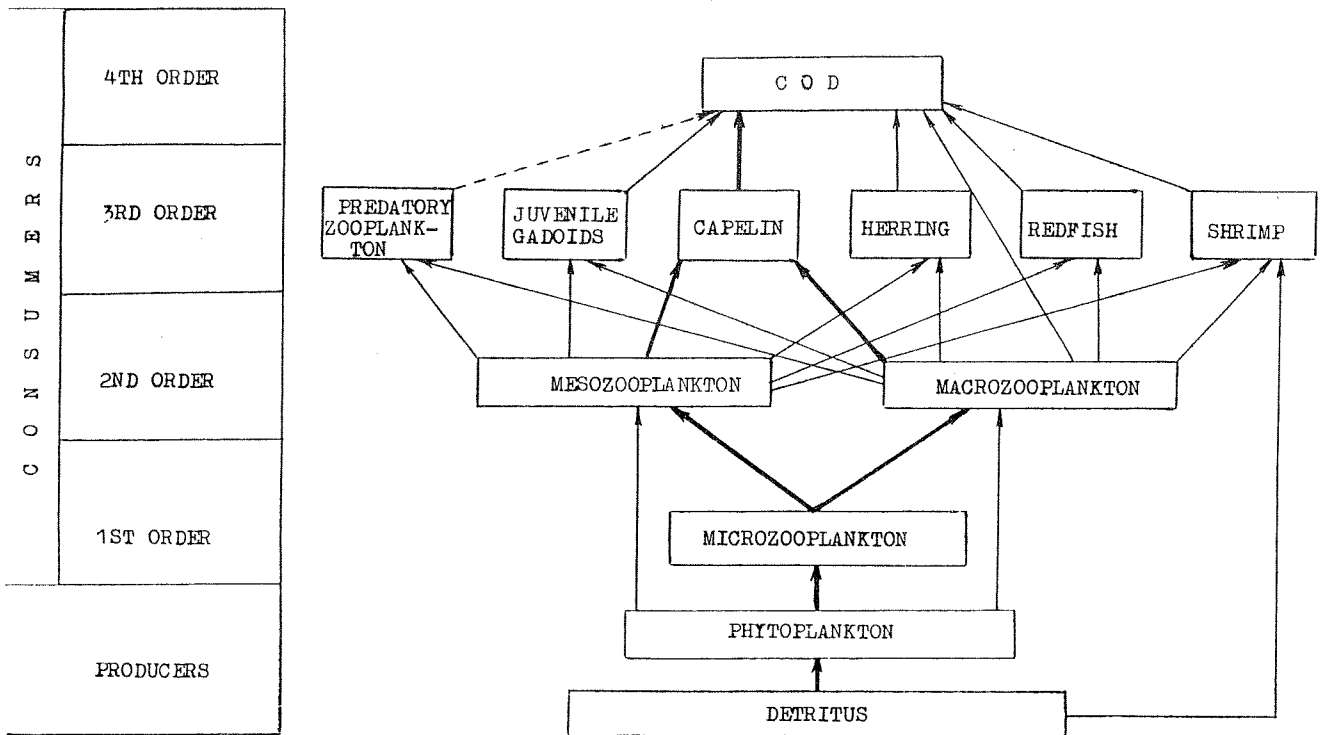 CONSUMERS
4TH ORDER
3RD ORDER
2ND ORDER
1ST ORDER
PRODUCERS
COD
PREDATORY
ZOOPLANK-
TON
JUVENILE
GADOIDS
CAPELIN
HERRING
REDFISH
SHRIMP
MESOZOOPLANKTON
MACROZOOPLANKTON
MICROZOOPLANKTON
PHYTOPLANKTON
DETRITUS